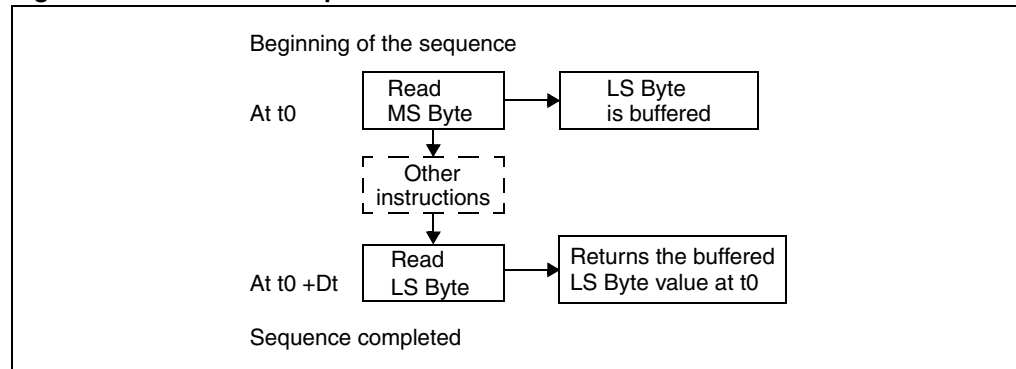 Beginning of the sequence
At t0
Read
MS Byte
LS Byte
is buffered
Other
instructions
At t0 +Dt
Read
LS Byte
Returns the buffered
LS Byte value at t0
Sequence completed